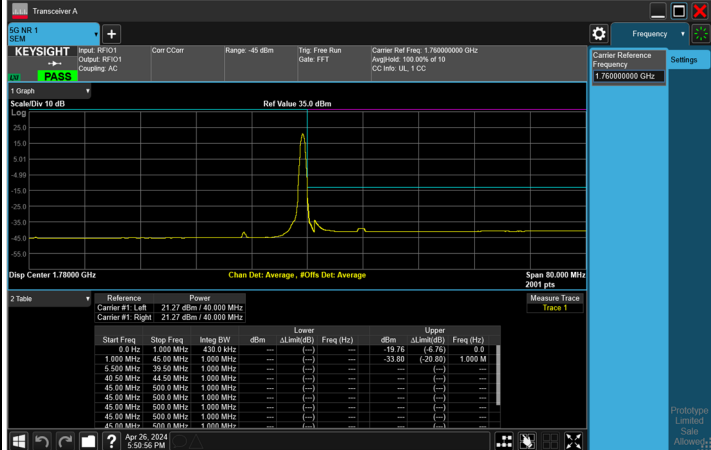 Transceiver A
5G NR 1
SEM
Frequency
KEYSIGHT
Input: RFIO1
Output: RFIO1
Coupling: AC
Corr CCorr
Range: -45 dBm
Trig: Free Run
Gate: FFT
Carrier Ref Freq: 1.760000000 GHz
Avg|Hold: 100.00% of 10
CC Info: UL, 1 CC
PASS
Carrier Reference
Frequency
1.760000000 GHz
Settings
1 Graph
Scale/Div 10 dB
Ref Value 35.0 dBm
Log
25.0
15.0
5.01
-4.99
-15.0
-25.0
-35.0
-45.0
-55.0
Disp Center 1.78000 GHz
Chan Det: Average , #Offs Det: Average
Span 80.000 MHz
2001 pts
2 Table
Reference Power
Carrier #1: Left 21.27 dBm / 40.000 MHz
Carrier #1: Right 21.27 dBm / 40.000 MHz
Measure Trace
Trace 1
Lower Upper
Start Freq Stop Freq Integ BW dBm ΔLimit(dB) Freq (Hz) dBm ΔLimit(dB) Freq (Hz)
0.0 Hz 1.000 MHz 430.0 kHz --- (---) --- -19.76 (-6.76) 0.0
1.000 MHz 45.00 MHz 1.000 MHz --- (---) --- -33.80 (-20.80) 1.000 M
5.500 MHz 39.50 MHz 1.000 MHz --- (---) --- --- (---) ---
40.50 MHz 44.50 MHz 1.000 MHz --- (---) --- --- (---) ---
45.00 MHz 500.0 MHz 1.000 MHz --- (---) --- --- (---) ---
45.00 MHz 500.0 MHz 1.000 MHz --- (---) --- --- (---) ---
45.00 MHz 500.0 MHz 1.000 MHz --- (---) --- --- (---) ---
45.00 MHz 500.0 MHz 1.000 MHz --- (---) --- --- (---) ---
Prototype
Limited
Sale
Allowed
Apr 26, 2024
5:50:56 PM